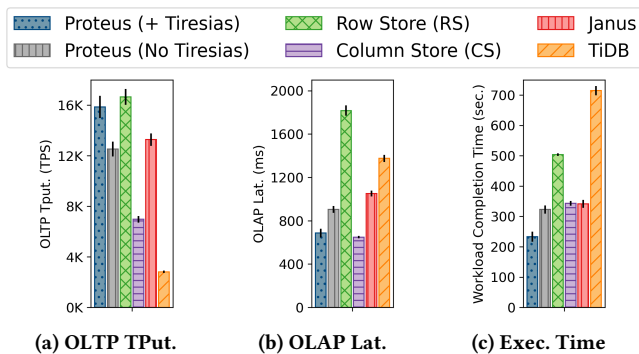 Proteus (+ Tiresias) Row Store (RS) Janus
Proteus (No Tiresias) Column Store (CS) TiDB
OLTP Tput. (TPS)
16K
12K
8K
4K
0K
(a) OLTP TPut.
OLAP Lat. (ms)
2000
1600
1200
800
400
0
(b) OLAP Lat.
Workload Completion Time (sec.)
700
600
500
400
300
200
100
0
(c) Exec. Time